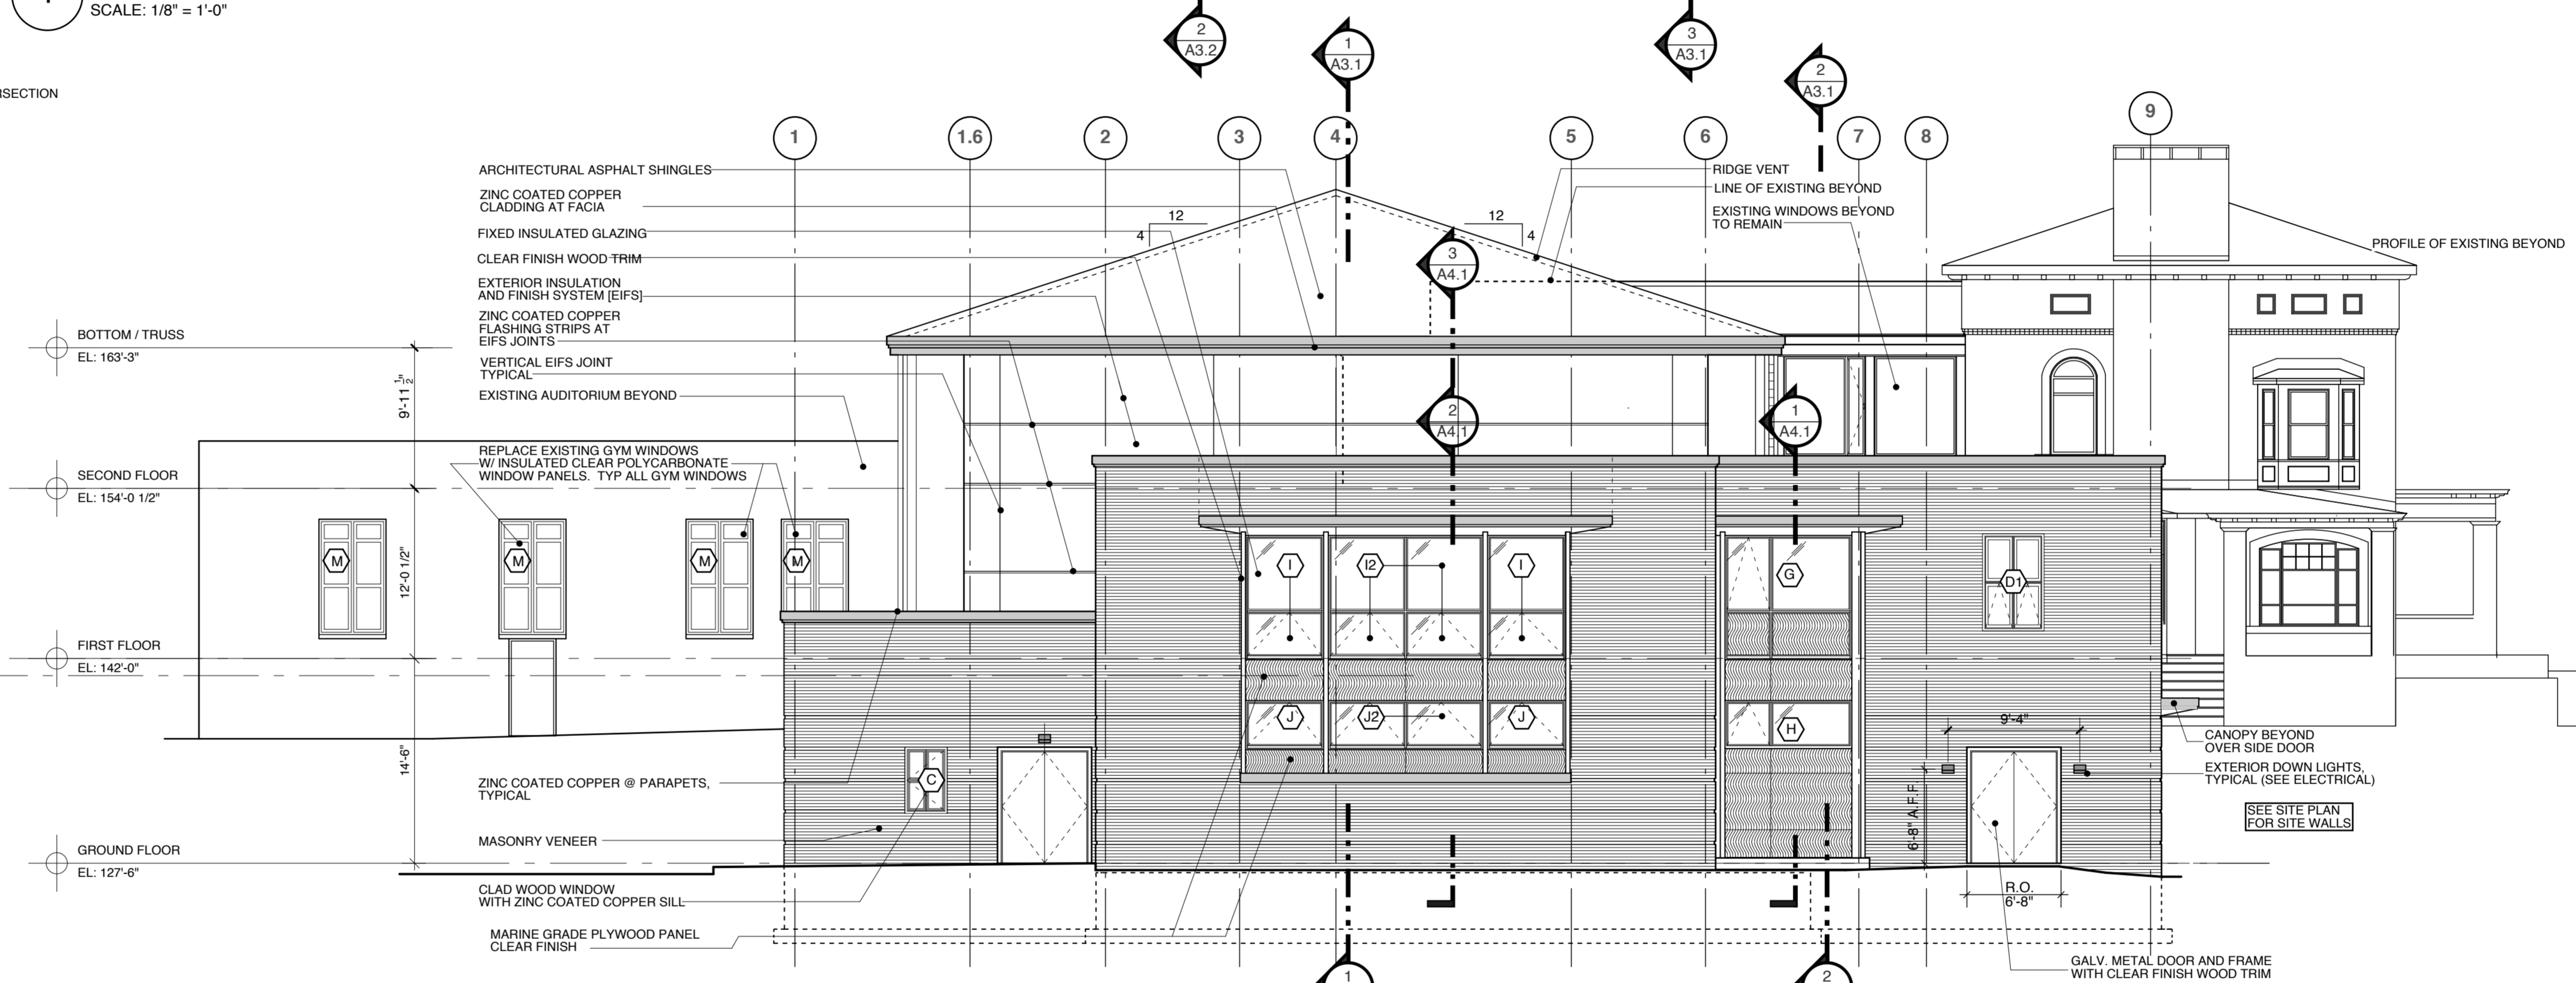 SCALE: 1/8" = 1'-0"
2
A3.2
1
A3.1
3
A3.1
2
A3.1
1
1.6
2
3
4
5
6
7
8
9
ARCHITECTURAL ASPHALT SHINGLES
ZINC COATED COPPER
CLADDING AT FACIA
FIXED INSULATED GLAZING
CLEAR FINISH WOOD TRIM
EXTERIOR INSULATION
AND FINISH SYSTEM [EIFS]
ZINC COATED COPPER
FLASHING STRIPS AT
EIFS JOINTS
VERTICAL EIFS JOINT
TYPICAL
EXISTING AUDITORIUM BEYOND
REPLACE EXISTING GYM WINDOWS
W/ INSULATED CLEAR POLYCARBONATE
WINDOW PANELS. TYP ALL GYM WINDOWS
12
4
12
4
RIDGE VENT
LINE OF EXISTING BEYOND
EXISTING WINDOWS BEYOND
TO REMAIN
PROFILE OF EXISTING BEYOND
3
A4.1
2
A4.1
1
A4.1
BOTTOM / TRUSS
EL: 163'-3"
9'-11 1/2"
SECOND FLOOR
EL: 154'-0 1/2"
12'-0 1/2"
FIRST FLOOR
EL: 142'-0"
14'-6"
GROUND FLOOR
EL: 127'-6"
M
M
M
M
I
I2
I
G
D1
J
J2
J
H
C
ZINC COATED COPPER @ PARAPETS,
TYPICAL
MASONRY VENEER
CLAD WOOD WINDOW
WITH ZINC COATED COPPER SILL
MARINE GRADE PLYWOOD PANEL
CLEAR FINISH
9'-4"
6'-8" A.F.F.
R.O.
6'-8"
CANOPY BEYOND
OVER SIDE DOOR
EXTERIOR DOWN LIGHTS,
TYPICAL (SEE ELECTRICAL)
SEE SITE PLAN
FOR SITE WALLS
GALV. METAL DOOR AND FRAME
WITH CLEAR FINISH WOOD TRIM
1
2